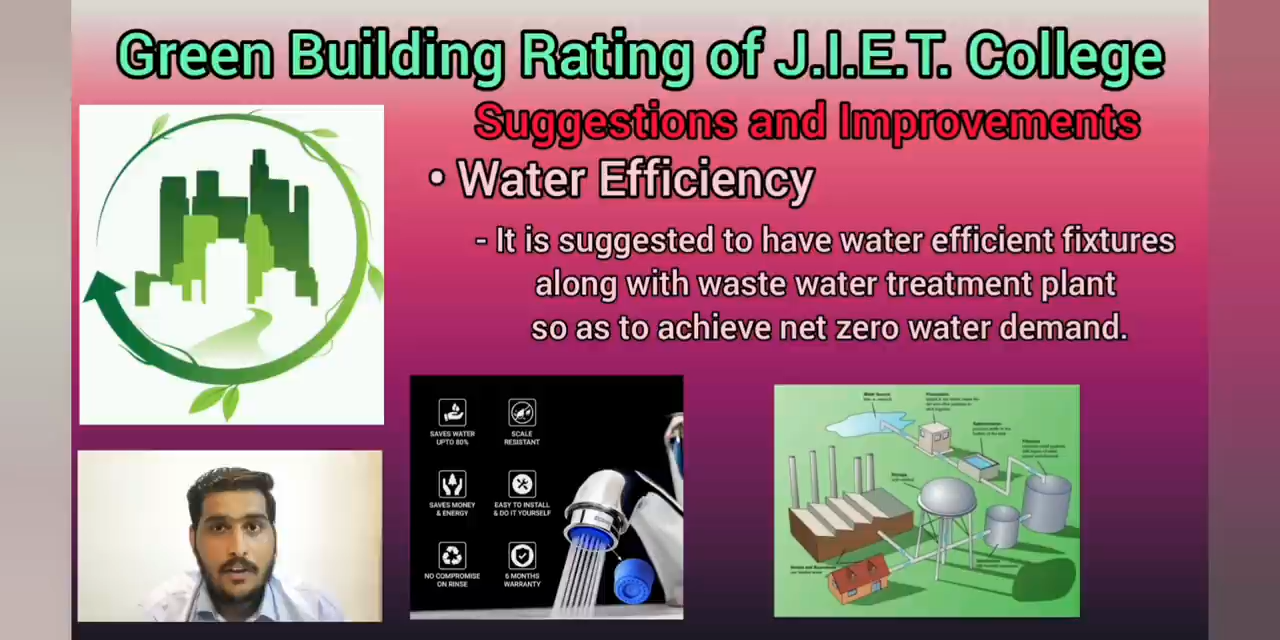 Green Building Rating of J.I.E.T. College
Suggestions and Improvements
• Water Efficiency
- It is suggested to have water efficient fixtures
along with waste water treatment plant
so as to achieve net zero water demand.
SAVES WATER
UPTO 80%
SCALE
RESISTANT
SAVES MONEY
& ENERGY
EASY TO INSTALL
& DO IT YOURSELF
NO COMPROMISE
ON RINSE
6 MONTHS
WARRANTY
Water Source